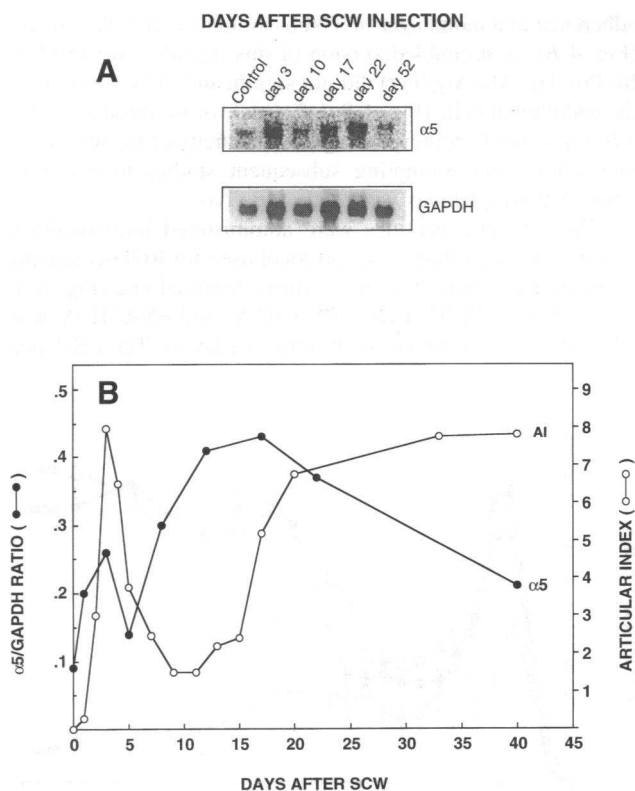 DAYS AFTER SCW INJECTION
A
Control
day 3
day 10
day 17
day 22
day 52
α5
GAPDH
B
.5
.4
.3
.2
.1
9
8
7
6
5
4
3
2
1
AI
α5
α5/GAPDH RATIO ( )
ARTICULAR INDEX ( )
0 5 10 15 20 25 30 35 40 45
DAYS AFTER SCW